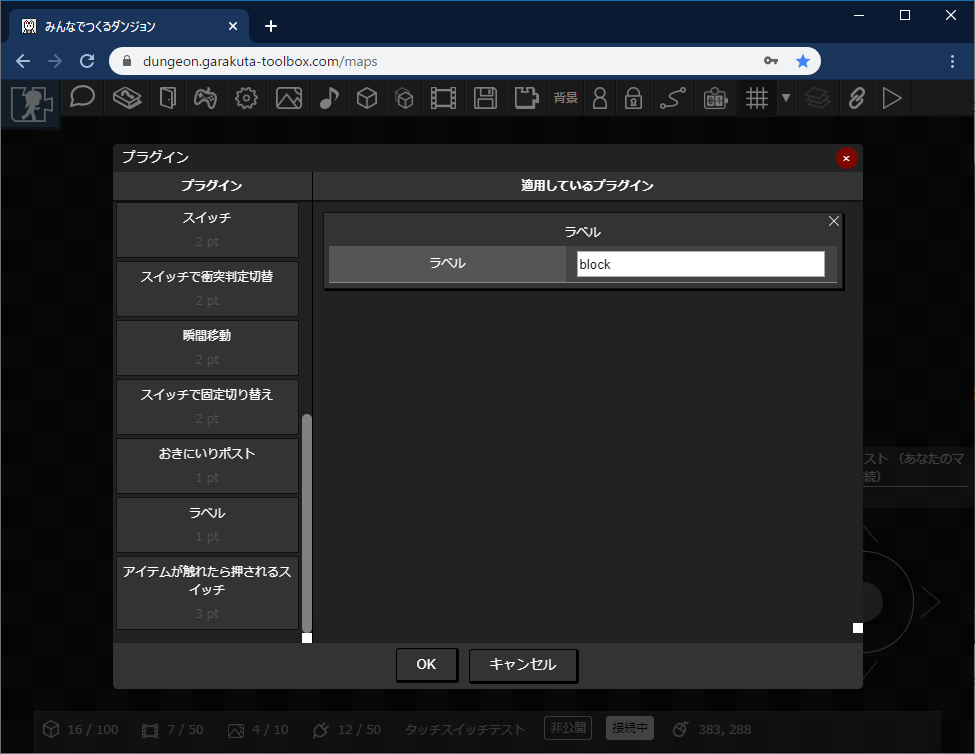 みんなでつくるダンジョン
dungeon.garakuta-toolbox.com/maps
背景
プラグイン
プラグイン
適用しているプラグイン
スイッチ
2 pt
スイッチで衝突判定切替
2 pt
瞬間移動
2 pt
スイッチで固定切り替え
2 pt
おきにいりポスト
1 pt
ラベル
1 pt
アイテムが触れたら押されるス
イッチ
3 pt
ラベル
ラベル
block
スト （あなたのマ
続）
OK
キャンセル
16 / 100
7 / 50
4 / 10
12 / 50
タッチスイッチテスト
非公開
接続中
383, 288